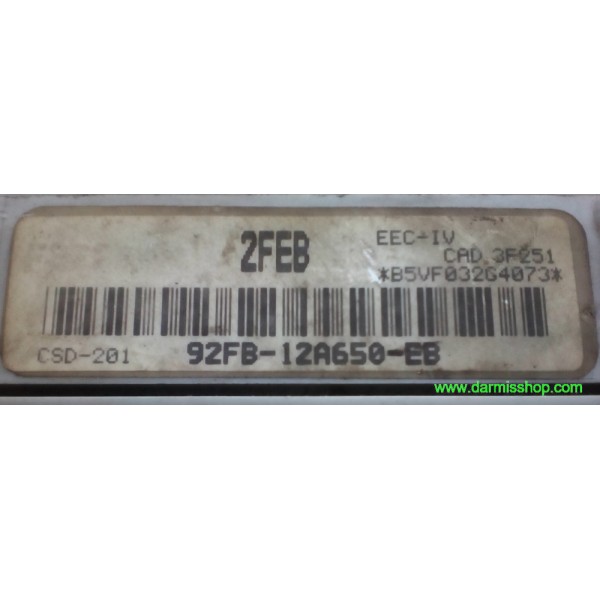 2FEB
EEC-IV
CAD 3F251
*B5VF032G4073*
CSD-201
92FB-12A650-EB
www.darmisshop.com